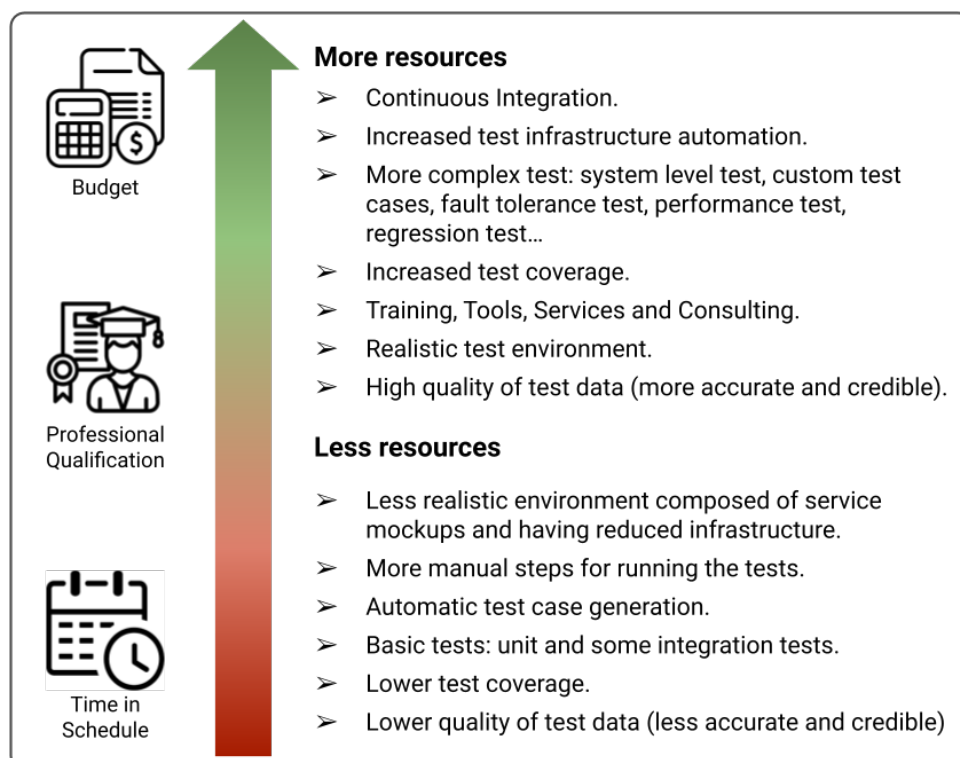 More resources
➢ Continuous Integration.
➢ Increased test infrastructure automation.
➢ More complex test: system level test, custom test
cases, fault tolerance test, performance test,
regression test…
➢ Increased test coverage.
➢ Training, Tools, Services and Consulting.
➢ Realistic test environment.
➢ High quality of test data (more accurate and credible).
Less resources
➢ Less realistic environment composed of service
mockups and having reduced infrastructure.
➢ More manual steps for running the tests.
➢ Automatic test case generation.
➢ Basic tests: unit and some integration tests.
➢ Lower test coverage.
➢ Lower quality of test data (less accurate and credible)
$
Budget
Professional
Qualification
Time in
Schedule